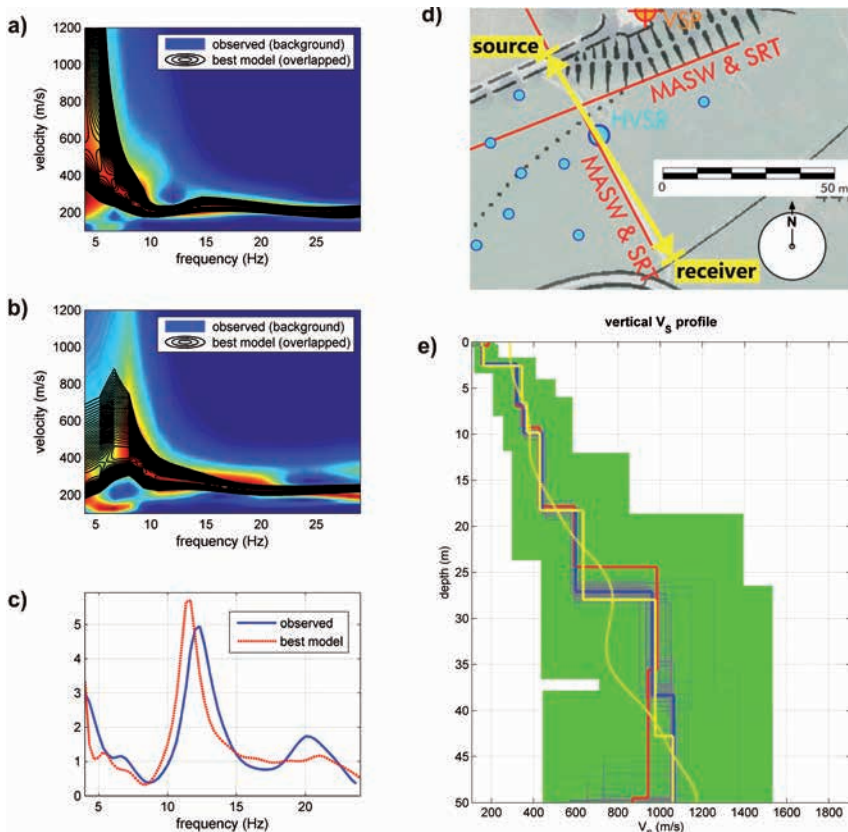 a)
1200
1000
800
600
400
200
velocity (m/s)
observed (background)
best model (overlapped)
5 10 15 20 25
frequency (Hz)
b)
1200
1000
800
600
400
200
velocity (m/s)
observed (background)
best model (overlapped)
5 10 15 20 25
frequency (Hz)
c)
5
4
3
2
1
0
observed
best model
5 10 15 20
frequency (Hz)
d)
source
VSP
MASW & SRT
HVSR
MASW & SRT
receiver
50 m
N
e)
vertical VS profile
0
5
10
15
20
25
30
35
40
45
50
depth (m)
200 400 600 800 1000 1200 1400 1600 1800
(m/s)